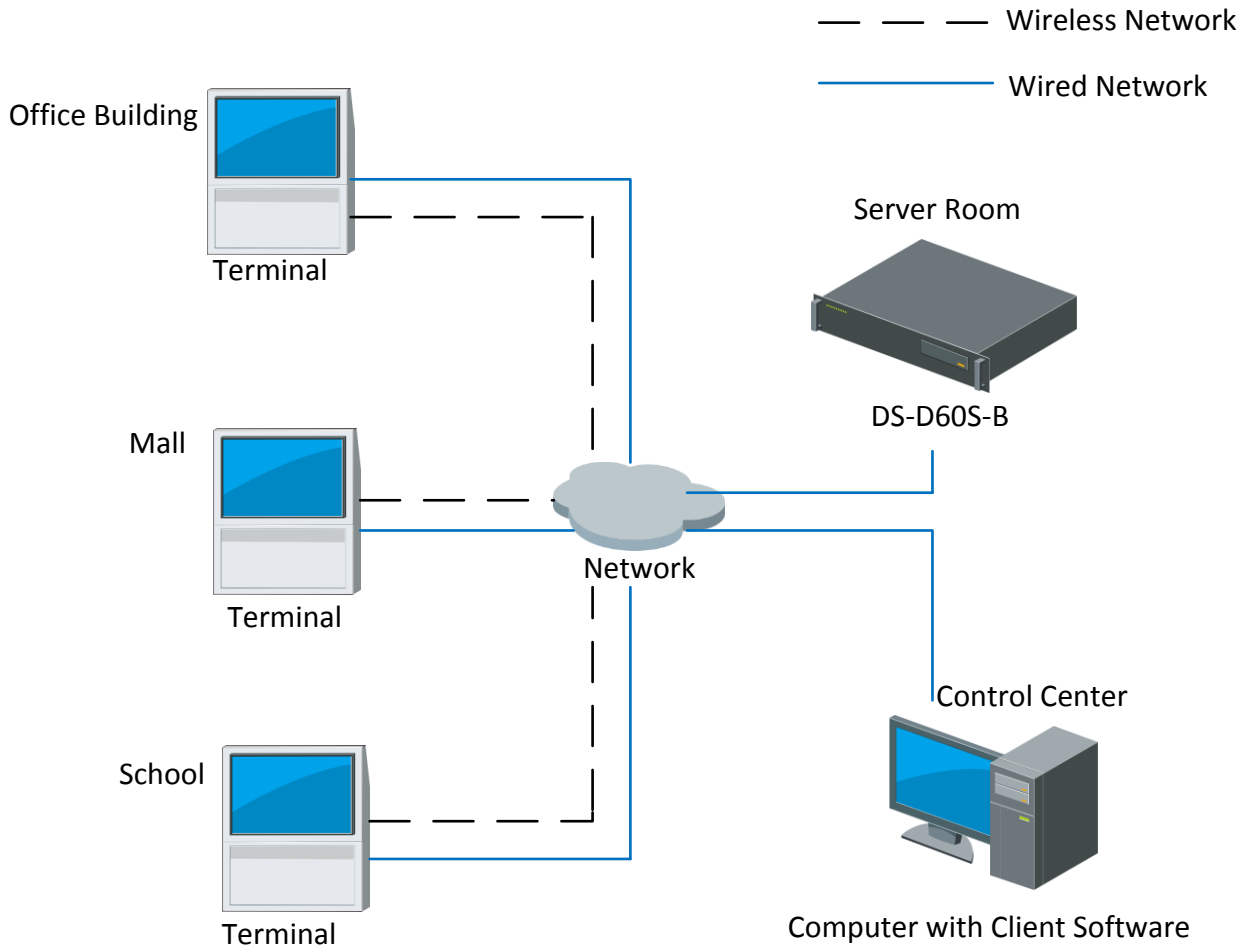 Wireless Network
Wired Network
Office Building
Terminal
Server Room
DS-D60S-B
Mall
Terminal
Network
Control Center
School
Terminal
Computer with Client Software